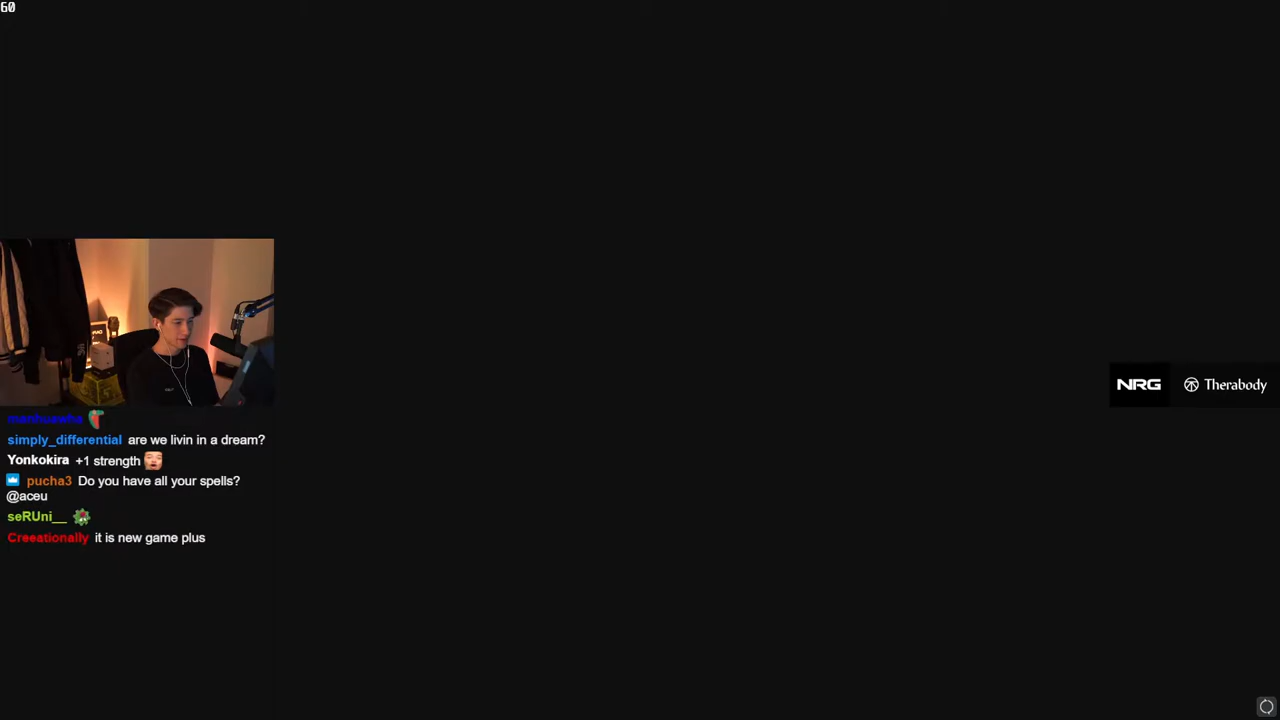 60
NRG Therabody
manhuawha
simply_differential are we livin in a dream?
Yonkokira +1 strength
pucha3 Do you have all your spells?
@aceu
seRUni__
Creeationally it is new game plus